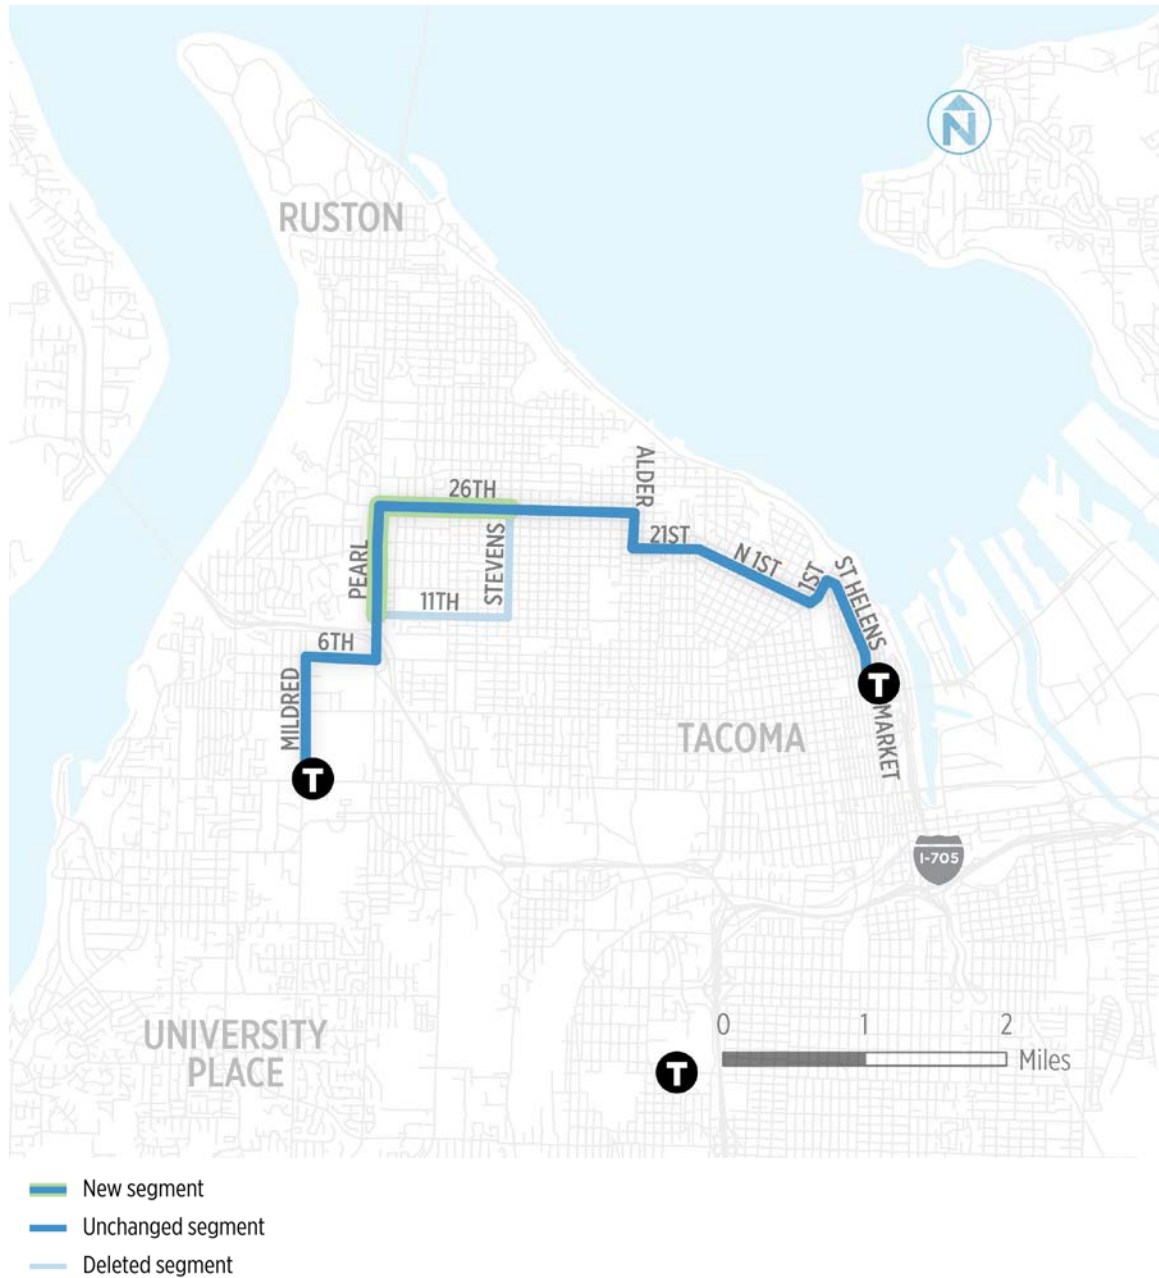 N
RUSTON
ALDER
26TH
21ST
STEVENS
PEARL
N 1ST
1ST
ST HELENS
11TH
6TH
MILDRED
T
TACOMA
MARKET
T
I-705
UNIVERSITY
PLACE
0 1 2
Miles
T
New segment
Unchanged segment
Deleted segment